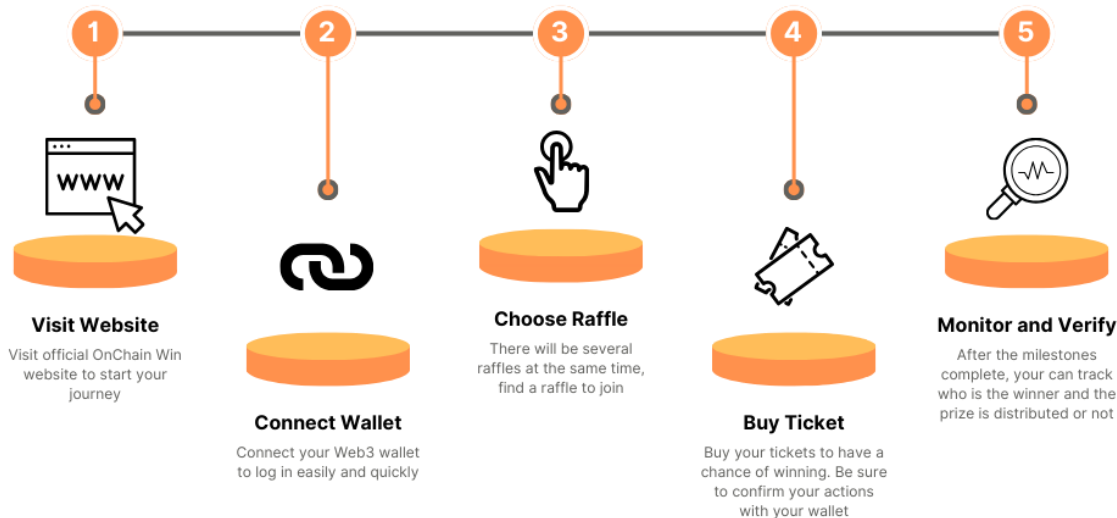 1
2
3
4
5
WWW
Visit Website
Visit official OnChain Win
website to start your
journey
Connect Wallet
Connect your Web3 wallet
to log in easily and quickly
Choose Raffle
There will be several
raffles at the same time,
find a raffle to join
Buy Ticket
Buy your tickets to have a
chance of winning. Be sure
to confirm your actions
with your wallet
Monitor and Verify
After the milestones
complete, your can track
who is the winner and the
prize is distributed or not